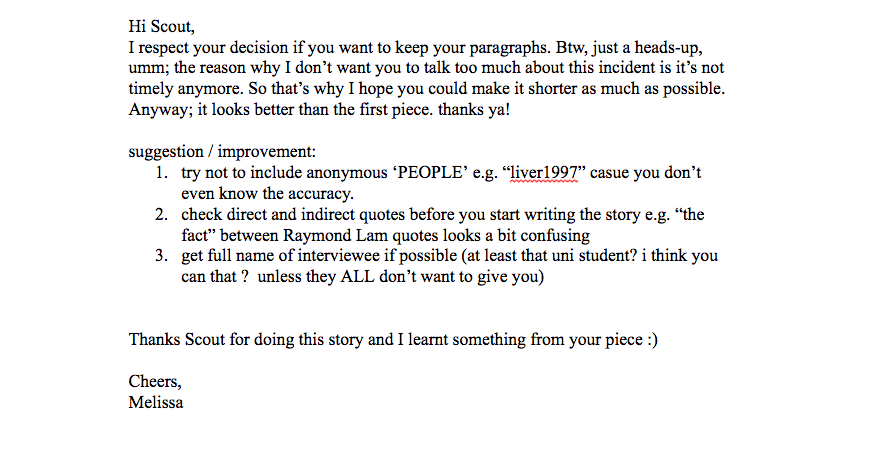 Hi Scout,
I respect your decision if you want to keep your paragraphs. Btw, just a heads-up,
umm; the reason why I don’t want you to talk too much about this incident is it’s not
timely anymore. So that’s why I hope you could make it shorter as much as possible.
Anyway; it looks better than the first piece. thanks ya!
suggestion / improvement:
1. try not to include anonymous ‘PEOPLE’ e.g. “liver1997” casue you don’t
even know the accuracy.
2. check direct and indirect quotes before you start writing the story e.g. “the
fact” between Raymond Lam quotes looks a bit confusing
3. get full name of interviewee if possible (at least that uni student? i think you
can that ?  unless they ALL don’t want to give you)
Thanks Scout for doing this story and I learnt something from your piece :)
Cheers,
Melissa